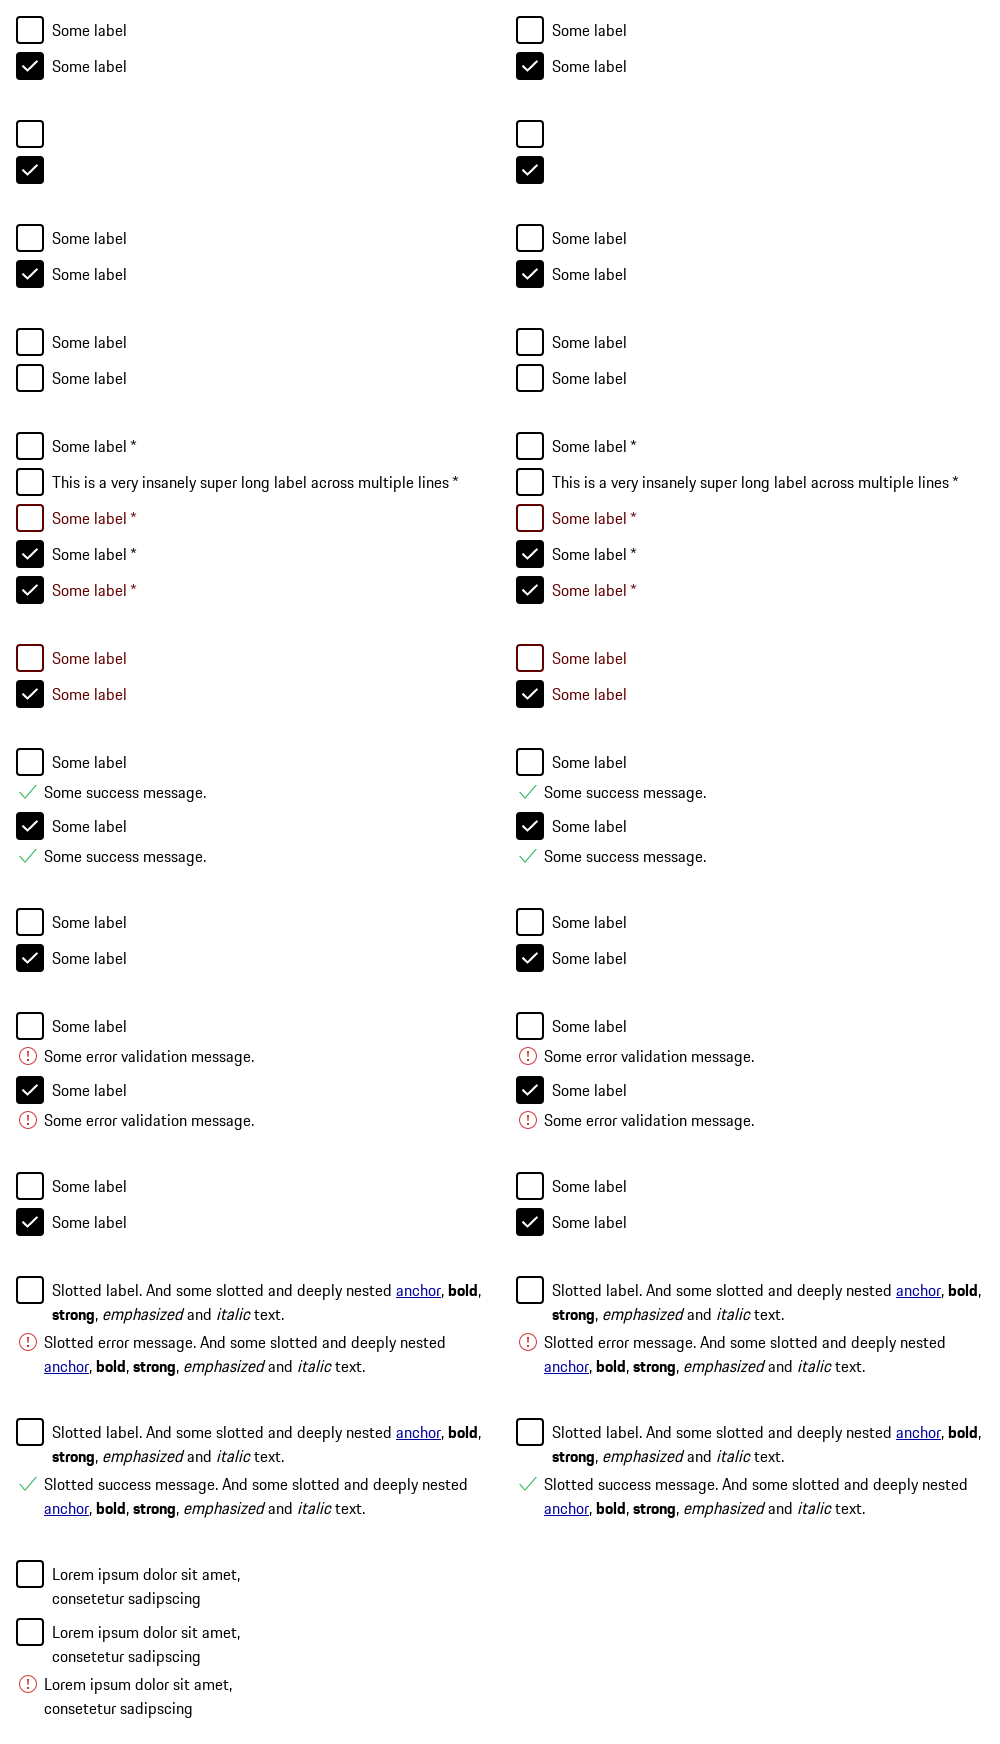 Some label
Some label
Some label
Some label
Some label
Some label
Some label
Some label
Some label
Some label
Some label
Some label
Some label *
Some label *
This is a very insanely super long label across multiple lines *
This is a very insanely super long label across multiple lines *
Some label *
Some label *
Some label *
Some label *
Some label *
Some label *
Some label
Some label
Some label
Some label
Some label
Some label
Some success message.
Some success message.
Some label
Some label
Some success message.
Some success message.
Some label
Some label
Some label
Some label
Some label
Some label
Some error validation message.
Some error validation message.
Some label
Some label
Some error validation message.
Some error validation message.
Some label
Some label
Some label
Some label
Slotted label. And some slotted and deeply nested anchor, bold,
strong, emphasized and italic text.
Slotted error message. And some slotted and deeply nested
anchor, bold, strong, emphasized and italic text.
Slotted label. And some slotted and deeply nested anchor, bold,
strong, emphasized and italic text.
Slotted error message. And some slotted and deeply nested
anchor, bold, strong, emphasized and italic text.
Slotted label. And some slotted and deeply nested anchor, bold,
strong, emphasized and italic text.
Slotted success message. And some slotted and deeply nested
anchor, bold, strong, emphasized and italic text.
Slotted label. And some slotted and deeply nested anchor, bold,
strong, emphasized and italic text.
Slotted success message. And some slotted and deeply nested
anchor, bold, strong, emphasized and italic text.
Lorem ipsum dolor sit amet,
consetetur sadipscing
Lorem ipsum dolor sit amet,
consetetur sadipscing
Lorem ipsum dolor sit amet,
consetetur sadipscing